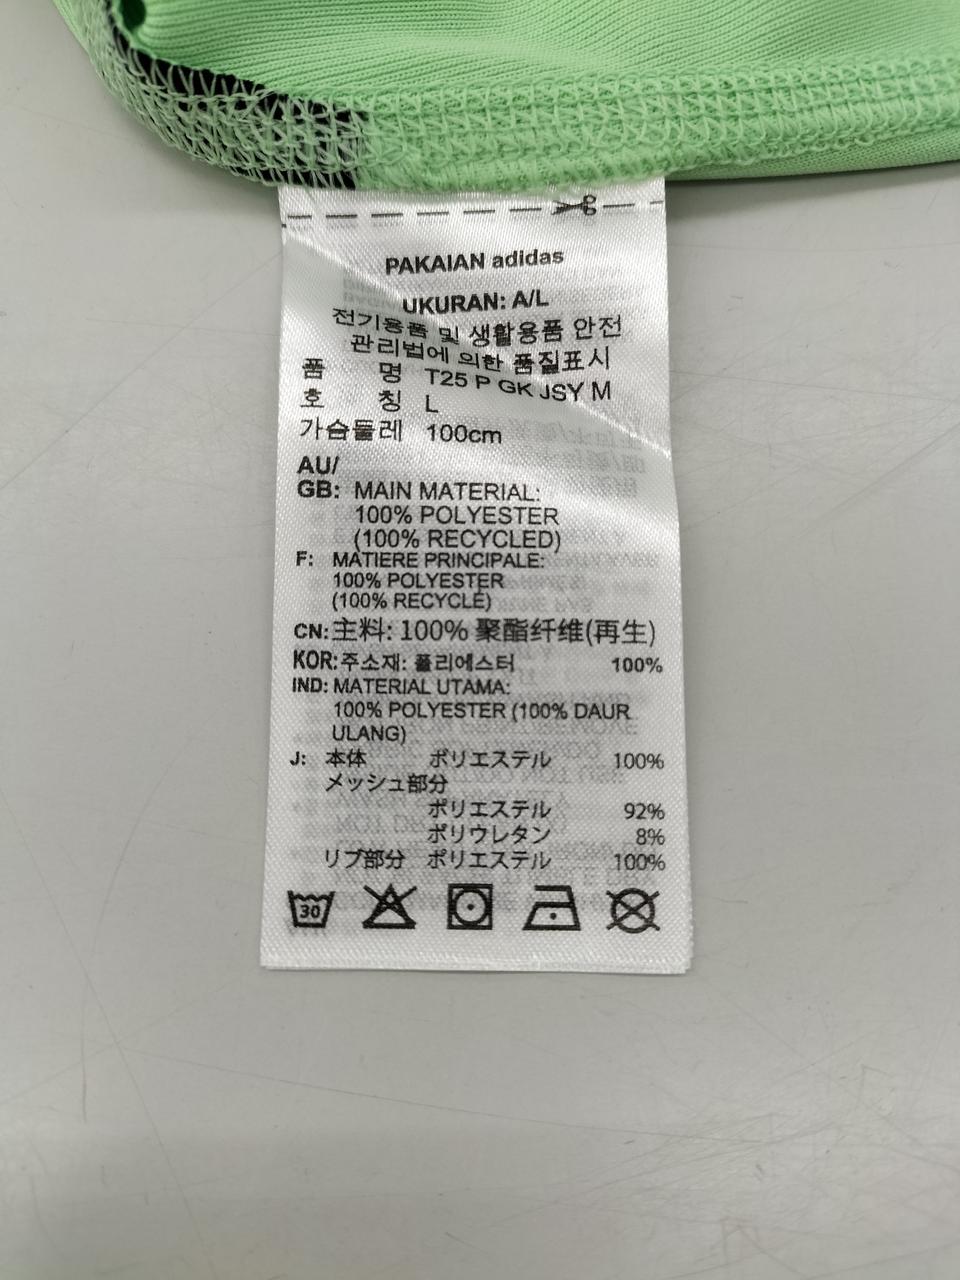 PAKAIAN adidas
UKURAN: A/L
전기용품 및 생활용품 안전
관리법에 의한 품질표시
품 명 T25 P GK JSY M
호 칭 L
가슴둘레 100cm
AU/
GB: MAIN MATERIAL:
100% POLYESTER
(100% RECYCLED)
F: MATIERE PRINCIPALE:
100% POLYESTER
(100% RECYCLÉ)
CN: 主料: 100% 聚酯纤维(再生)
KOR: 주소재: 폴리에스터 100%
IND: MATERIAL UTAMA:
100% POLYESTER (100% DAUR
ULANG)
J: 本体 ポリエステル 100%
メッシュ部分
ポリエステル 92%
ポリウレタン 8%
リブ部分 ポリエステル 100%
30